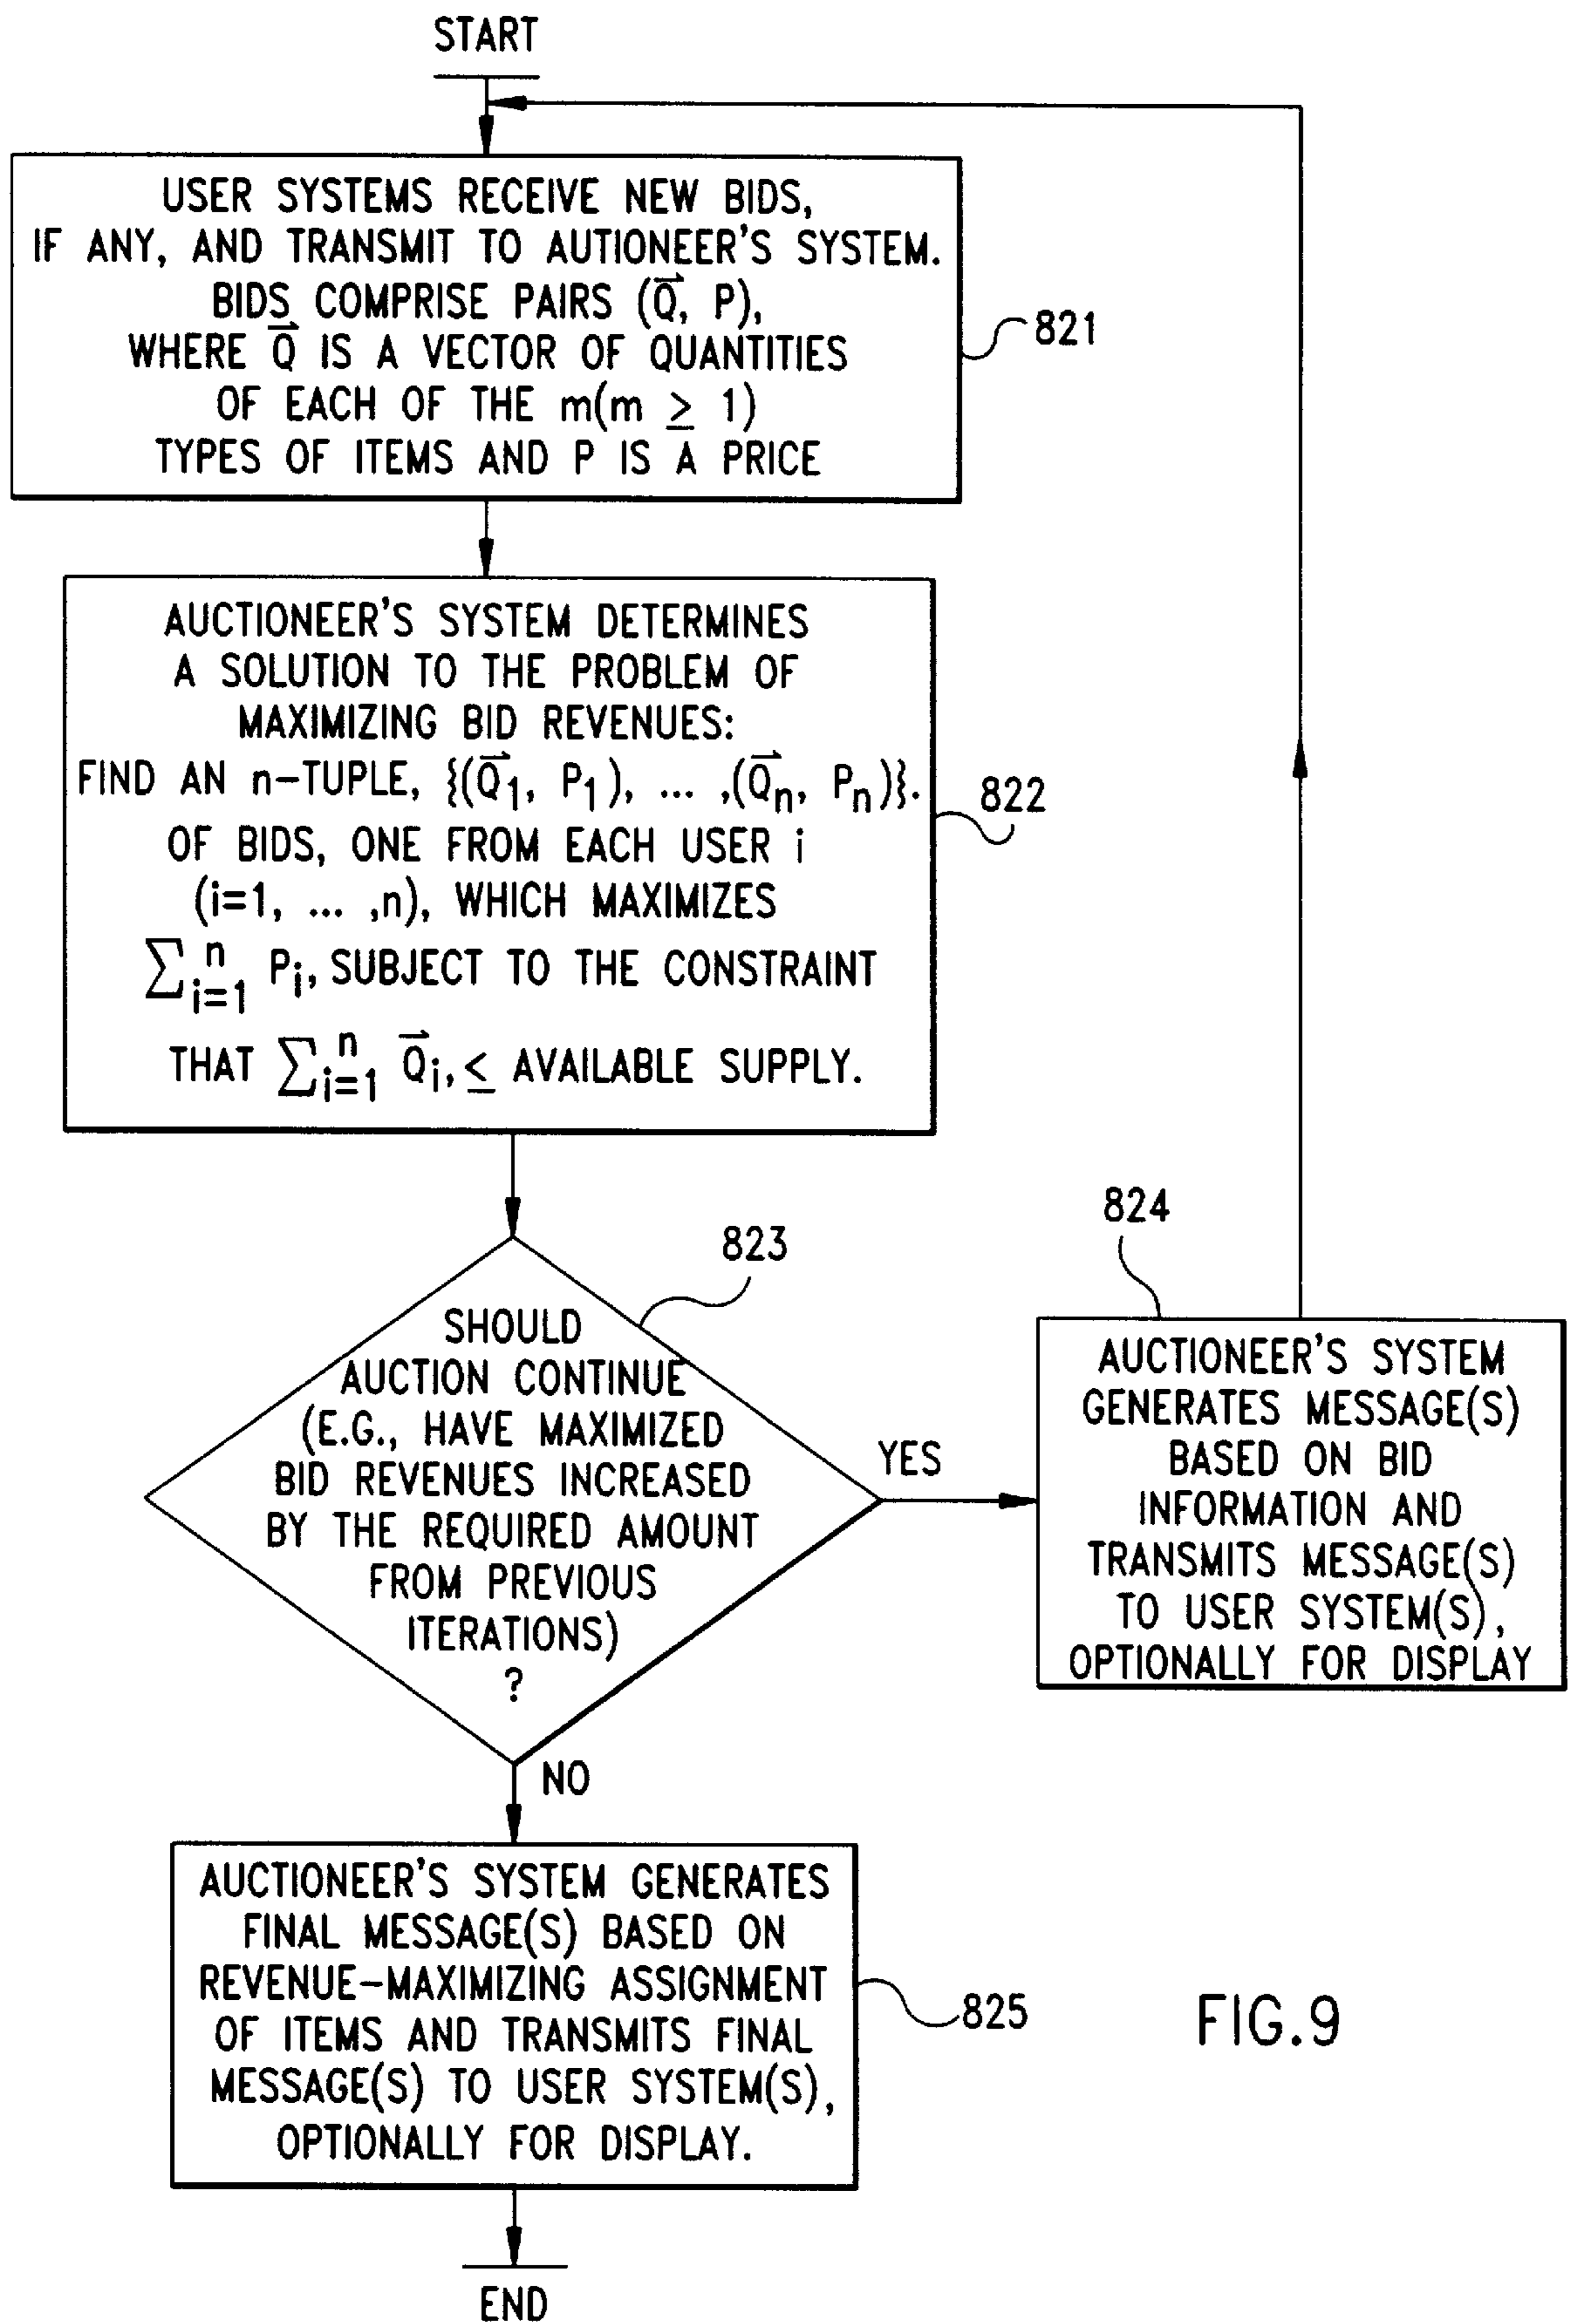 START
USER SYSTEMS RECEIVE NEW BIDS,
IF ANY, AND TRANSMIT TO AUTIONEER'S SYSTEM.
BIDS COMPRISE PAIRS (Q⃗, P),
WHERE Q⃗ IS A VECTOR OF QUANTITIES
OF EACH OF THE m(m ≥ 1)
TYPES OF ITEMS AND P IS A PRICE
821
AUCTIONEER'S SYSTEM DETERMINES
A SOLUTION TO THE PROBLEM OF
MAXIMIZING BID REVENUES:
FIND AN n-TUPLE, {(Q⃗₁, P₁), ... ,(Q⃗ₙ, Pₙ)}.
OF BIDS, ONE FROM EACH USER i
(i=1, ... ,n), WHICH MAXIMIZES
∑ⁿᵢ₌₁ Pᵢ, SUBJECT TO THE CONSTRAINT
THAT ∑ⁿᵢ₌₁ Q⃗ᵢ, ≤ AVAILABLE SUPPLY.
822
823
SHOULD
AUCTION CONTINUE
(E.G., HAVE MAXIMIZED
BID REVENUES INCREASED
BY THE REQUIRED AMOUNT
FROM PREVIOUS
ITERATIONS)
?
YES
824
AUCTIONEER'S SYSTEM
GENERATES MESSAGE(S)
BASED ON BID
INFORMATION AND
TRANSMITS MESSAGE(S)
TO USER SYSTEM(S),
OPTIONALLY FOR DISPLAY
NO
AUCTIONEER'S SYSTEM GENERATES
FINAL MESSAGE(S) BASED ON
REVENUE-MAXIMIZING ASSIGNMENT
OF ITEMS AND TRANSMITS FINAL
MESSAGE(S) TO USER SYSTEM(S),
OPTIONALLY FOR DISPLAY.
825
FIG.9
END